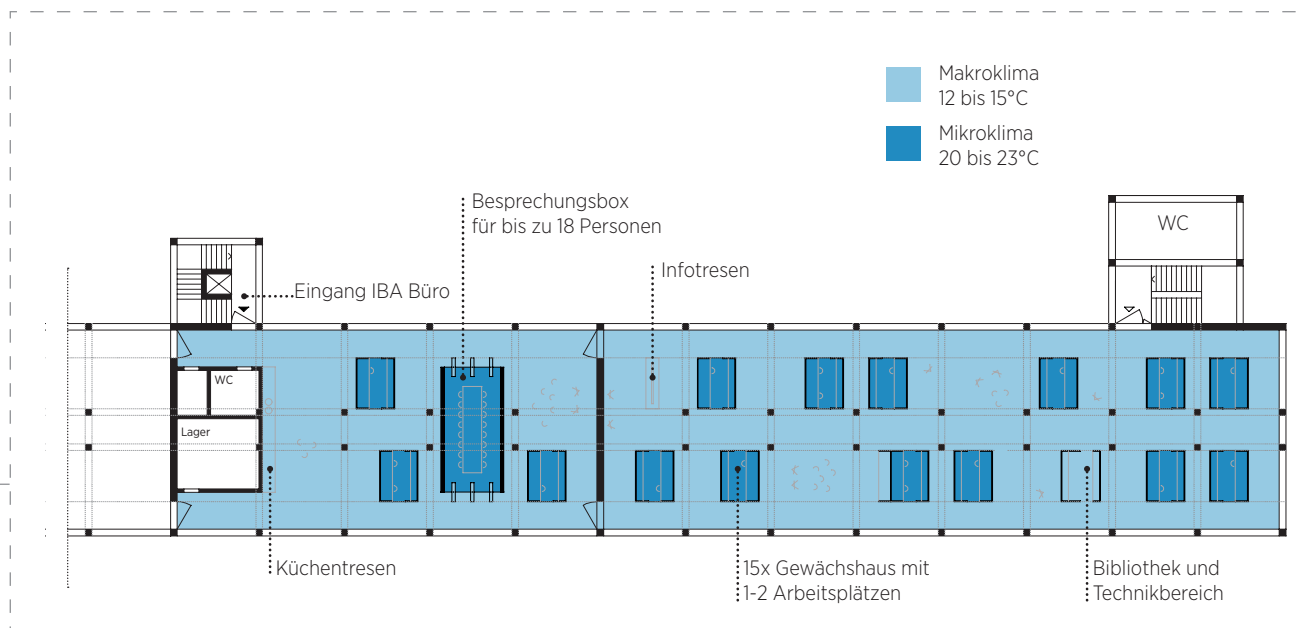 Makroklima
12 bis 15°C
Mikroklima
20 bis 23°C
Besprechungsbox
für bis zu 18 Personen
WC
Infotresen
Eingang IBA Büro
WC
Lager
Küchentresen
15x Gewächshaus mit
1-2 Arbeitsplätzen
Bibliothek und
Technikbereich